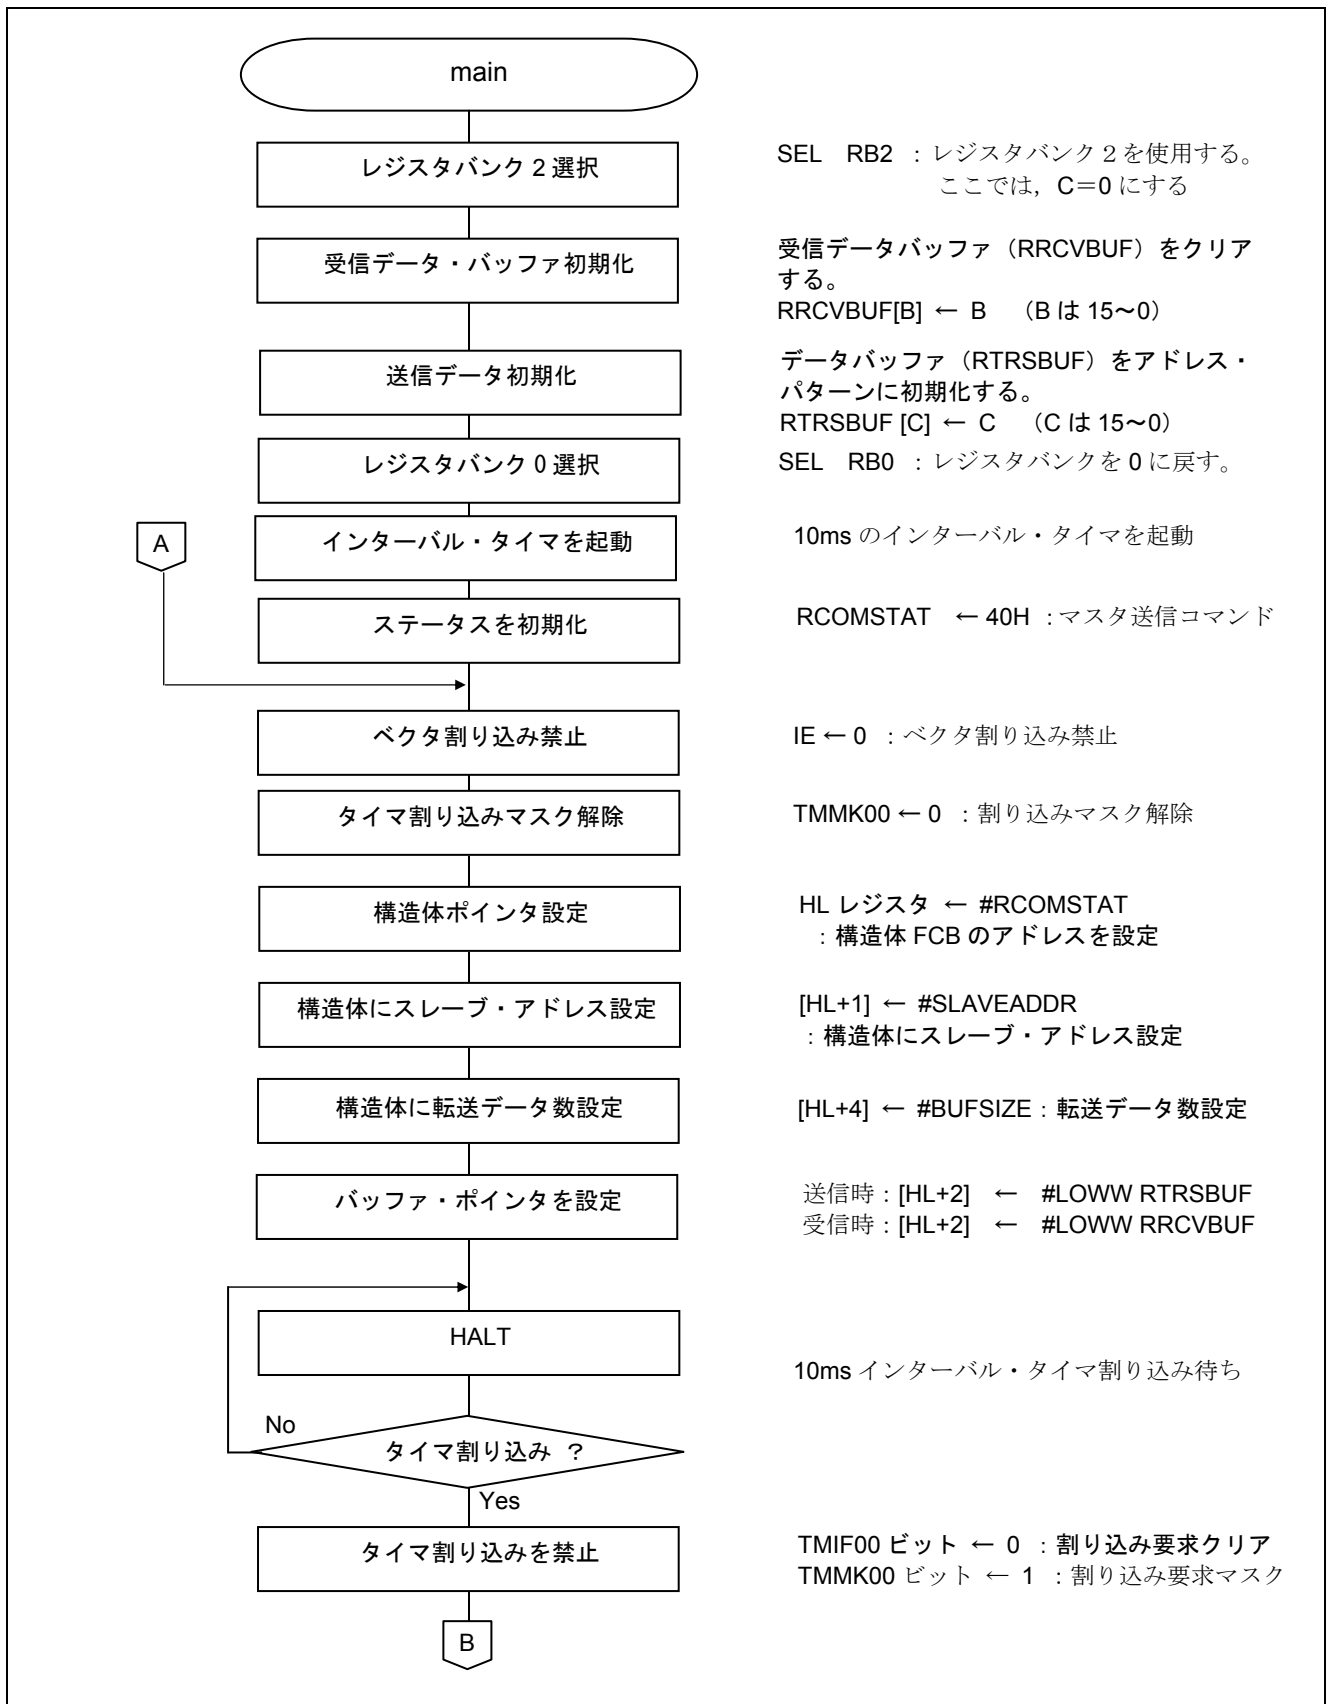 main
レジスタバンク 2 選択
SEL RB2 ：レジスタバンク２を使用する。
ここでは，C＝0 にする
受信データ・バッファ初期化
受信データバッファ（RRCVBUF）をクリア
する。
RRCVBUF[B] ← B （B は 15～0）
送信データ初期化
データバッファ（RTRSBUF）をアドレス・
パターンに初期化する。
RTRSBUF [C] ← C （C は 15～0）
レジスタバンク 0 選択
SEL RB0 ：レジスタバンクを 0 に戻す。
A
インターバル・タイマを起動
10ms のインターバル・タイマを起動
ステータスを初期化
RCOMSTAT ← 40H ：マスタ送信コマンド
ベクタ割り込み禁止
IE ← 0 ：ベクタ割り込み禁止
タイマ割り込みマスク解除
TMMK00 ← 0 ：割り込みマスク解除
構造体ポインタ設定
HL レジスタ ← #RCOMSTAT
：構造体 FCB のアドレスを設定
構造体にスレーブ・アドレス設定
[HL+1] ← #SLAVEADDR
：構造体にスレーブ・アドレス設定
構造体に転送データ数設定
[HL+4] ← #BUFSIZE：転送データ数設定
バッファ・ポインタを設定
送信時：[HL+2] ← #LOWW RTRSBUF
受信時：[HL+2] ← #LOWW RRCVBUF
HALT
10ms インターバル・タイマ割り込み待ち
No
タイマ割り込み ？
Yes
タイマ割り込みを禁止
TMIF00 ビット ← 0 ：割り込み要求クリア
TMMK00 ビット ← 1 ：割り込み要求マスク
B